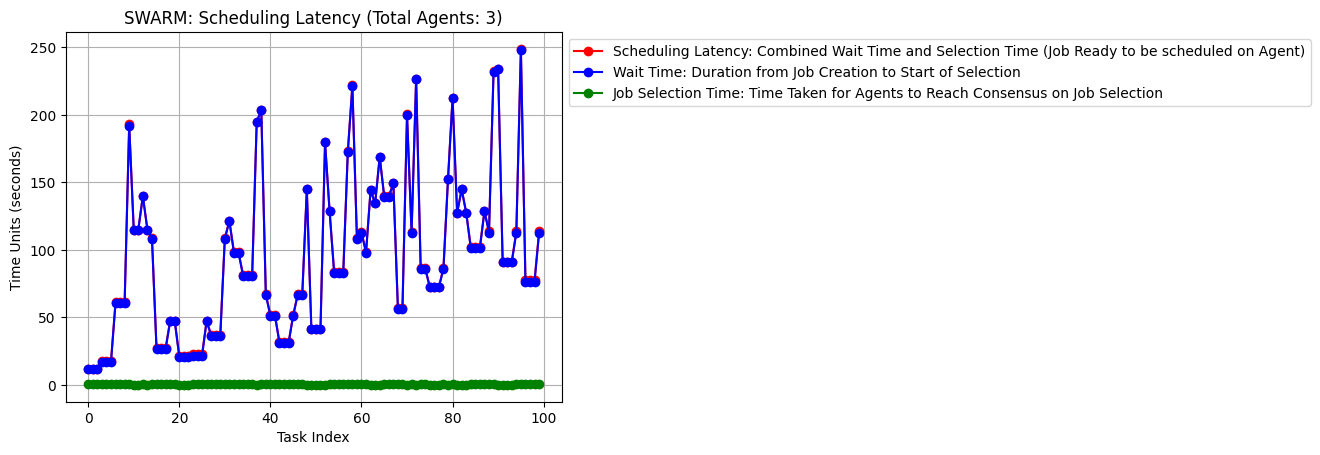 SWARM: Scheduling Latency (Total Agents: 3)
250
200
150
100
50
0
Time Units (seconds)
0 20 40 60 80 100
Task Index
Scheduling Latency: Combined Wait Time and Selection Time (Job Ready to be scheduled on Agent)
Wait Time: Duration from Job Creation to Start of Selection
Job Selection Time: Time Taken for Agents to Reach Consensus on Job Selection